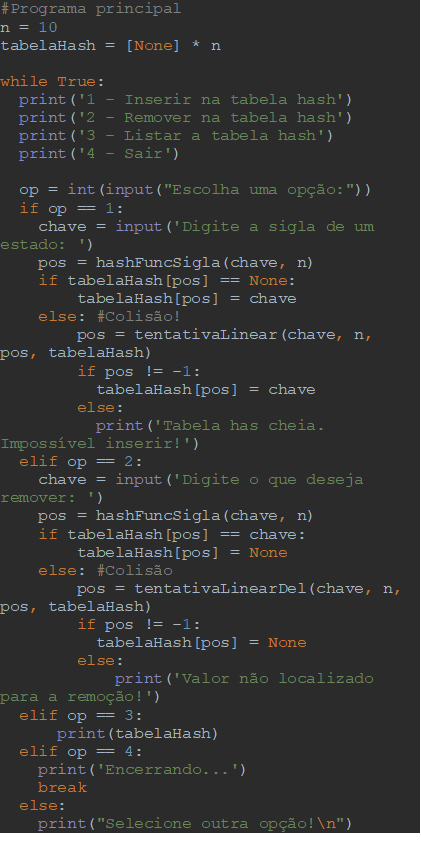 #Programa principal
n = 10
tabelaHash = [None] * n

while True:
  print('1 - Inserir na tabela hash')
  print('2 - Remover na tabela hash')
  print('3 - Listar a tabela hash')
  print('4 - Sair')

  op = int(input("Escolha uma opção:"))
  if op == 1:
    chave = input('Digite a sigla de um
estado: ')
    pos = hashFuncSigla(chave, n)
    if tabelaHash[pos] == None:
        tabelaHash[pos] = chave
    else: #Colisão!
        pos = tentativaLinear(chave, n,
pos, tabelaHash)
        if pos != -1:
          tabelaHash[pos] = chave
        else:
          print('Tabela has cheia.
Impossível inserir!')
  elif op == 2:
    chave = input('Digite o que deseja
remover: ')
    pos = hashFuncSigla(chave, n)
    if tabelaHash[pos] == chave:
        tabelaHash[pos] = None
    else: #Colisão
        pos = tentativaLinearDel(chave, n,
pos, tabelaHash)
        if pos != -1:
          tabelaHash[pos] = None
        else:
            print('Valor não localizado
para a remoção!')
  elif op == 3:
      print(tabelaHash)
  elif op == 4:
    print('Encerrando...')
    break
  else:
    print("Selecione outra opção!\n")